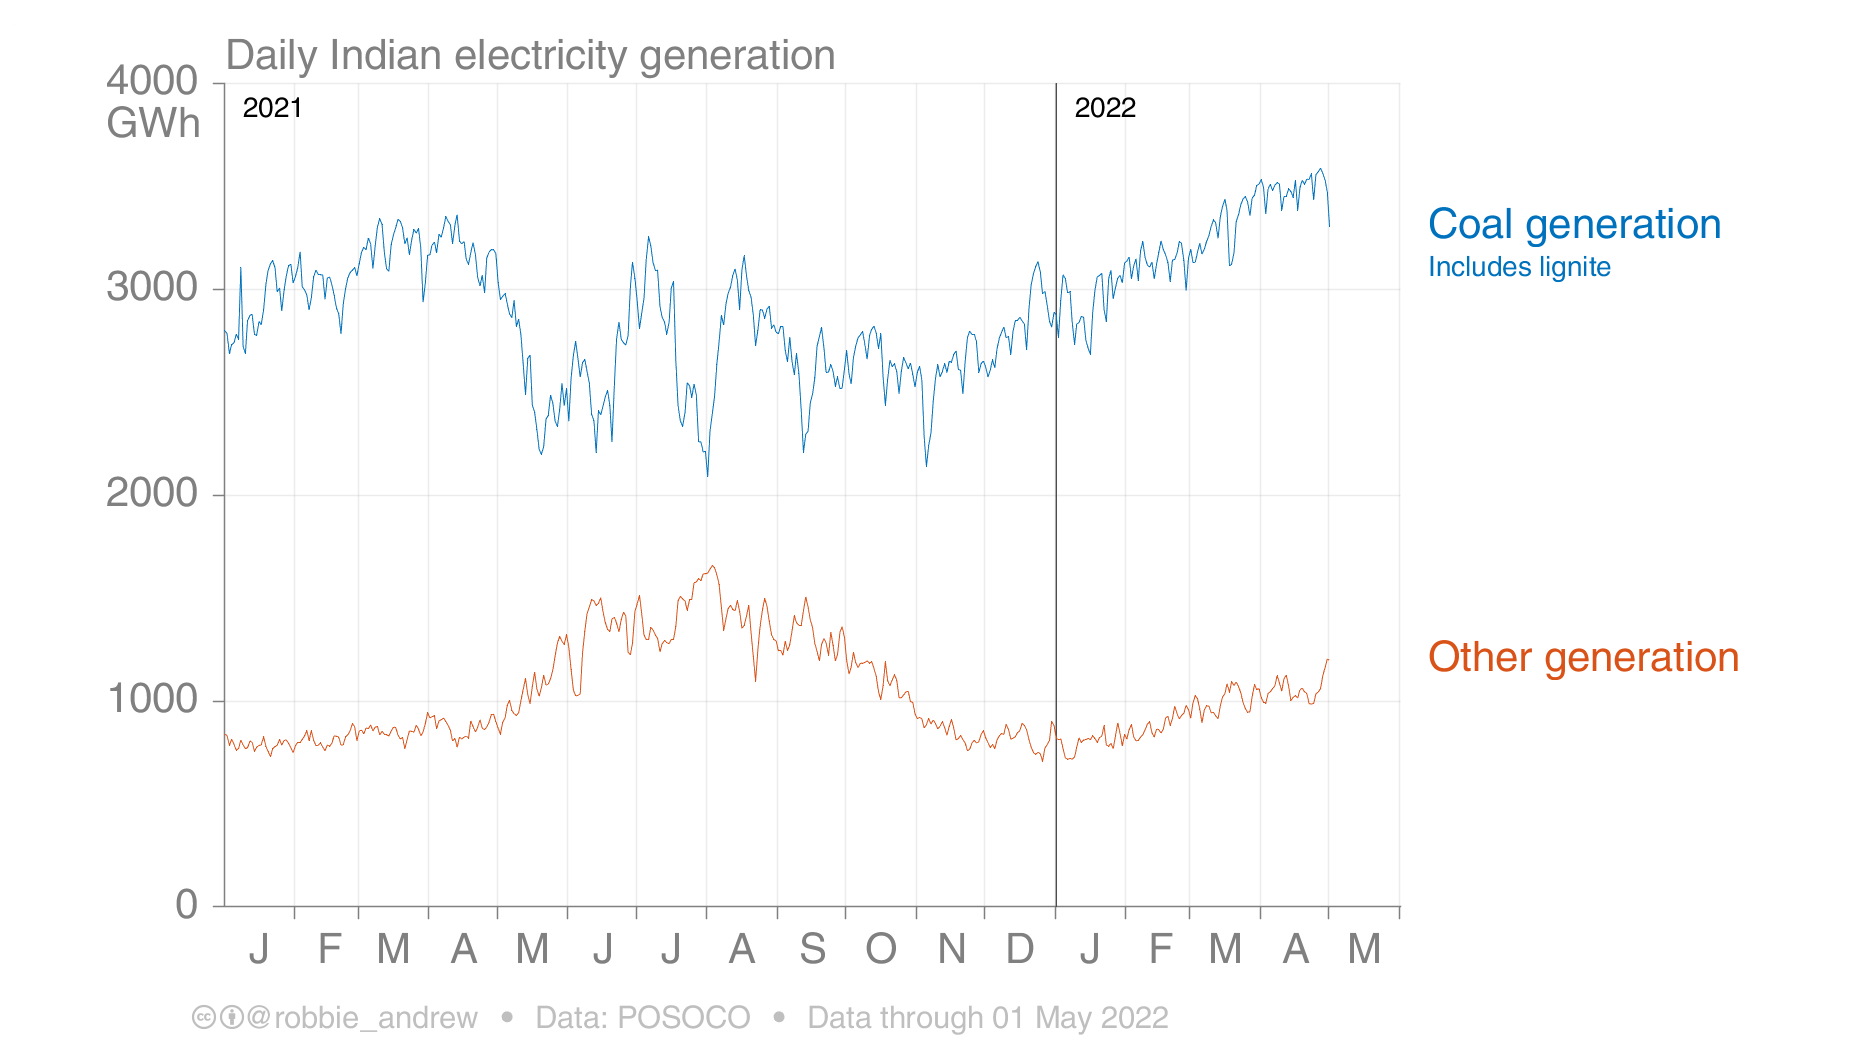 Daily Indian electricity generation
4000
GWh
2021
2022
Coal generation
Includes lignite
3000
2000
Other generation
1000
0
J F M A M J J A S O N D J F M A M
cc @robbie_andrew • Data: POSOCO • Data through 01 May 2022